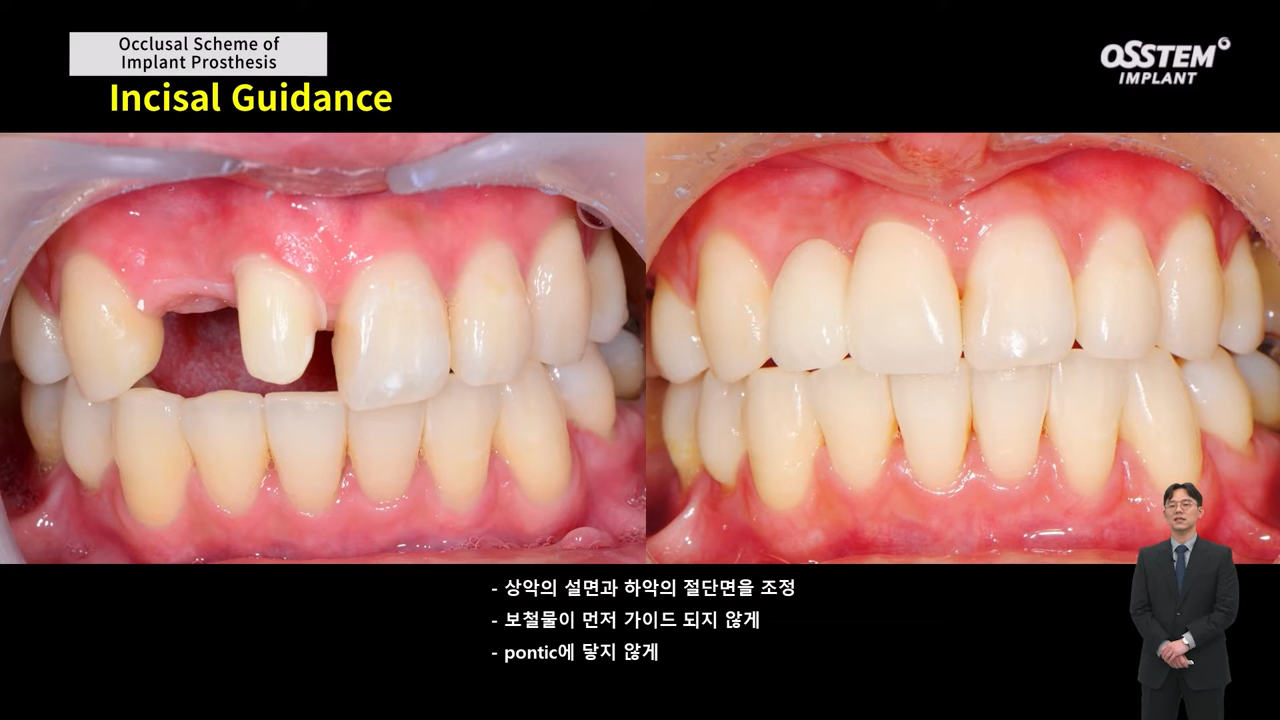 Occlusal Scheme of
Implant Prosthesis
Incisal Guidance
OSSTEM
IMPLANT
- 상악의 설면과 하악의 절단면을 조정
- 보철물이 먼저 가이드 되지 않게
- pontic에 닿지 않게